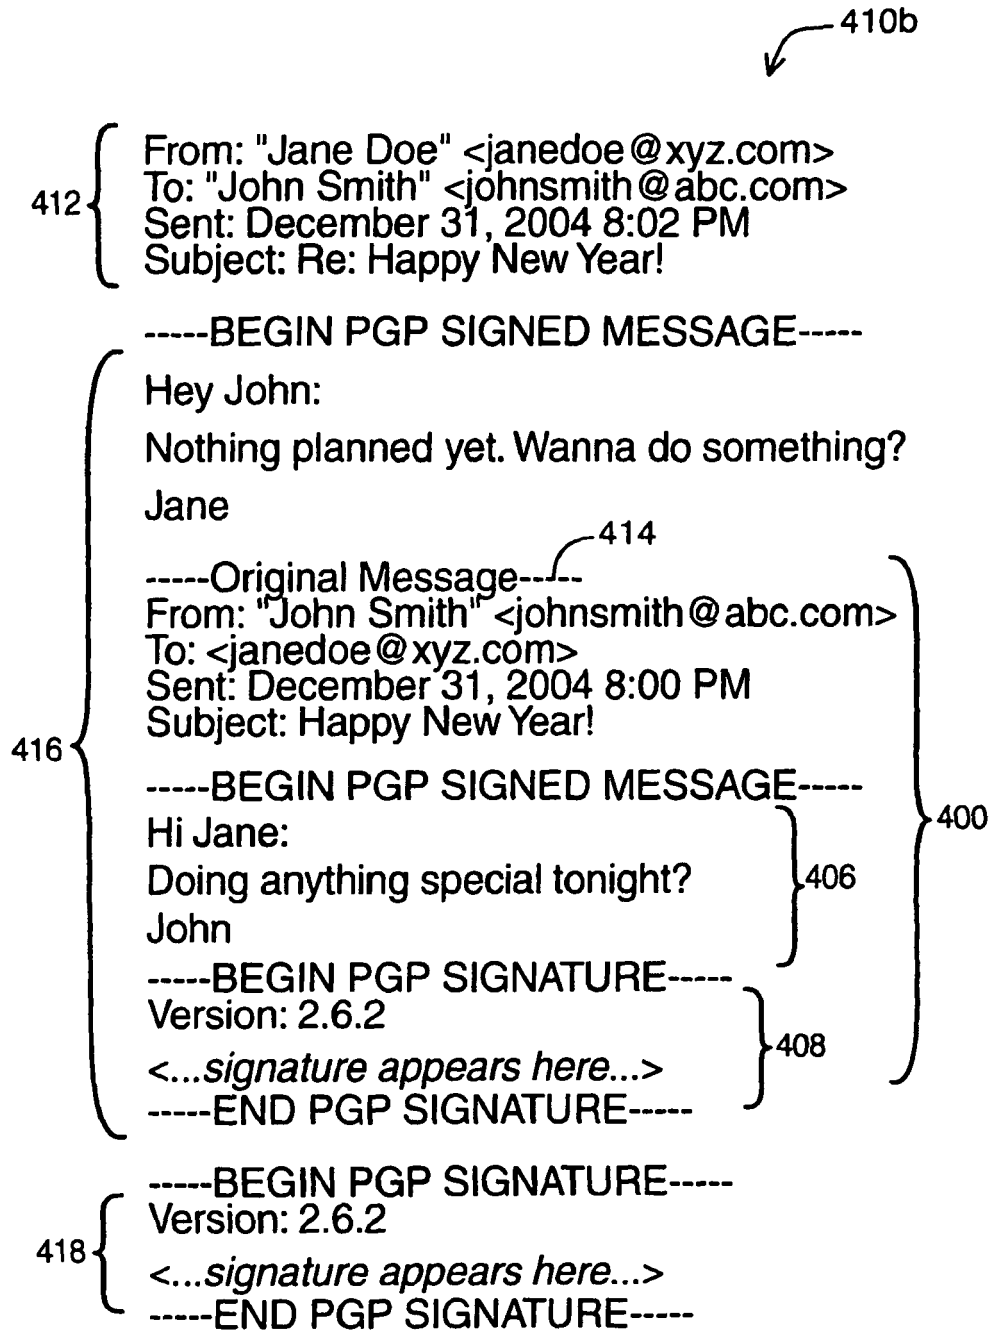 410b
From: "Jane Doe" <janedoe@xyz.com>
To: "John Smith" <johnsmith@abc.com>
412
Sent: December 31, 2004 8:02 PM
Subject: Re: Happy New Year!
-----BEGIN PGP SIGNED MESSAGE-----
Hey John:
Nothing planned yet. Wanna do something?
Jane
414
-----Original Message-----
From: "John Smith" <johnsmith@abc.com>
To: <janedoe@xyz.com>
Sent: December 31, 2004 8:00 PM
Subject: Happy New Year!
416
-----BEGIN PGP SIGNED MESSAGE-----
400
Hi Jane:
Doing anything special tonight?
406
John
-----BEGIN PGP SIGNATURE-----
Version: 2.6.2
408
<...signature appears here...>
-----END PGP SIGNATURE-----
-----BEGIN PGP SIGNATURE-----
Version: 2.6.2
418
<...signature appears here...>
-----END PGP SIGNATURE-----